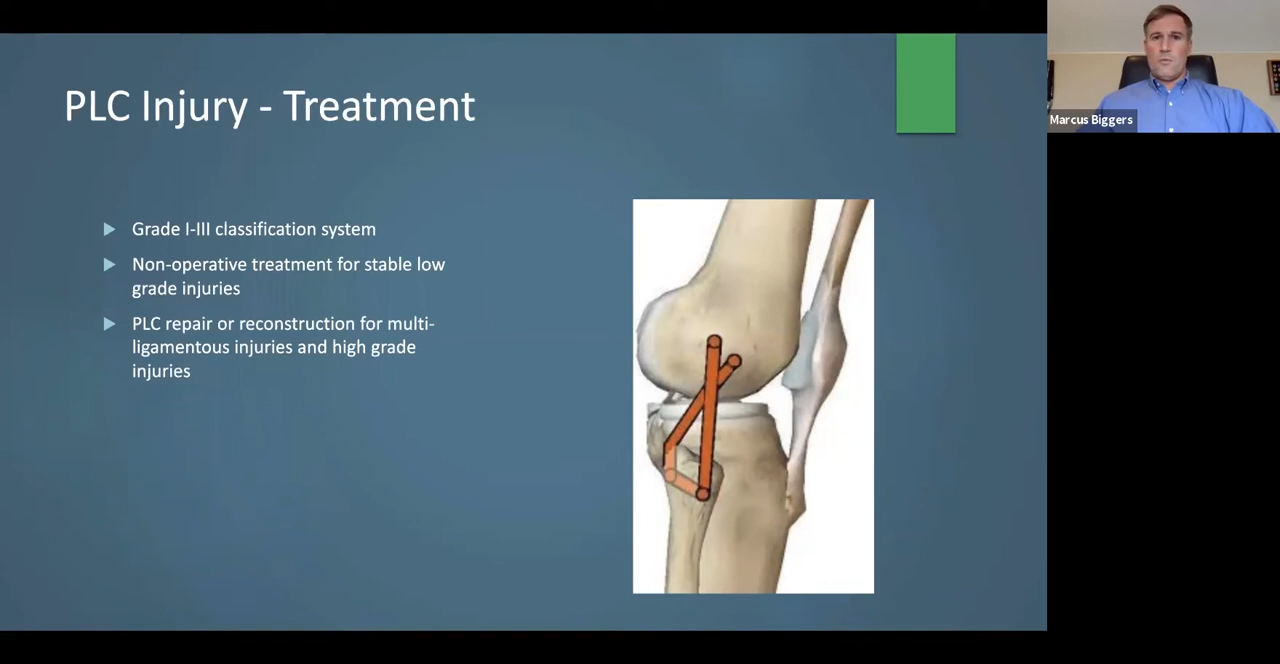 PLC Injury - Treatment
Grade I-III classification system
Non-operative treatment for stable low
grade injuries
PLC repair or reconstruction for multi-
ligamentous injuries and high grade
injuries
Marcus Biggers